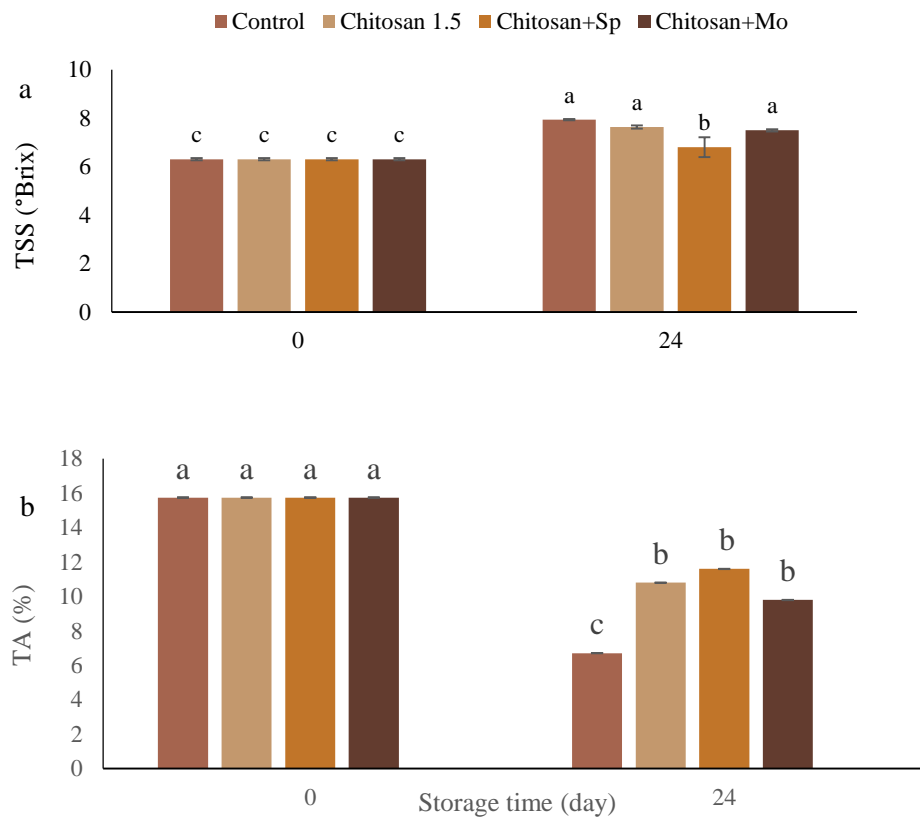 Control Chitosan 1.5 Chitosan+Sp Chitosan+Mo
a
TSS (°Brix)
10
8
6
4
2
0
c c c c
a a b a
0 24
b
TA (%)
18
16
14
12
10
8
6
4
2
0
a a a a
c b b b
0 24
Storage time (day)